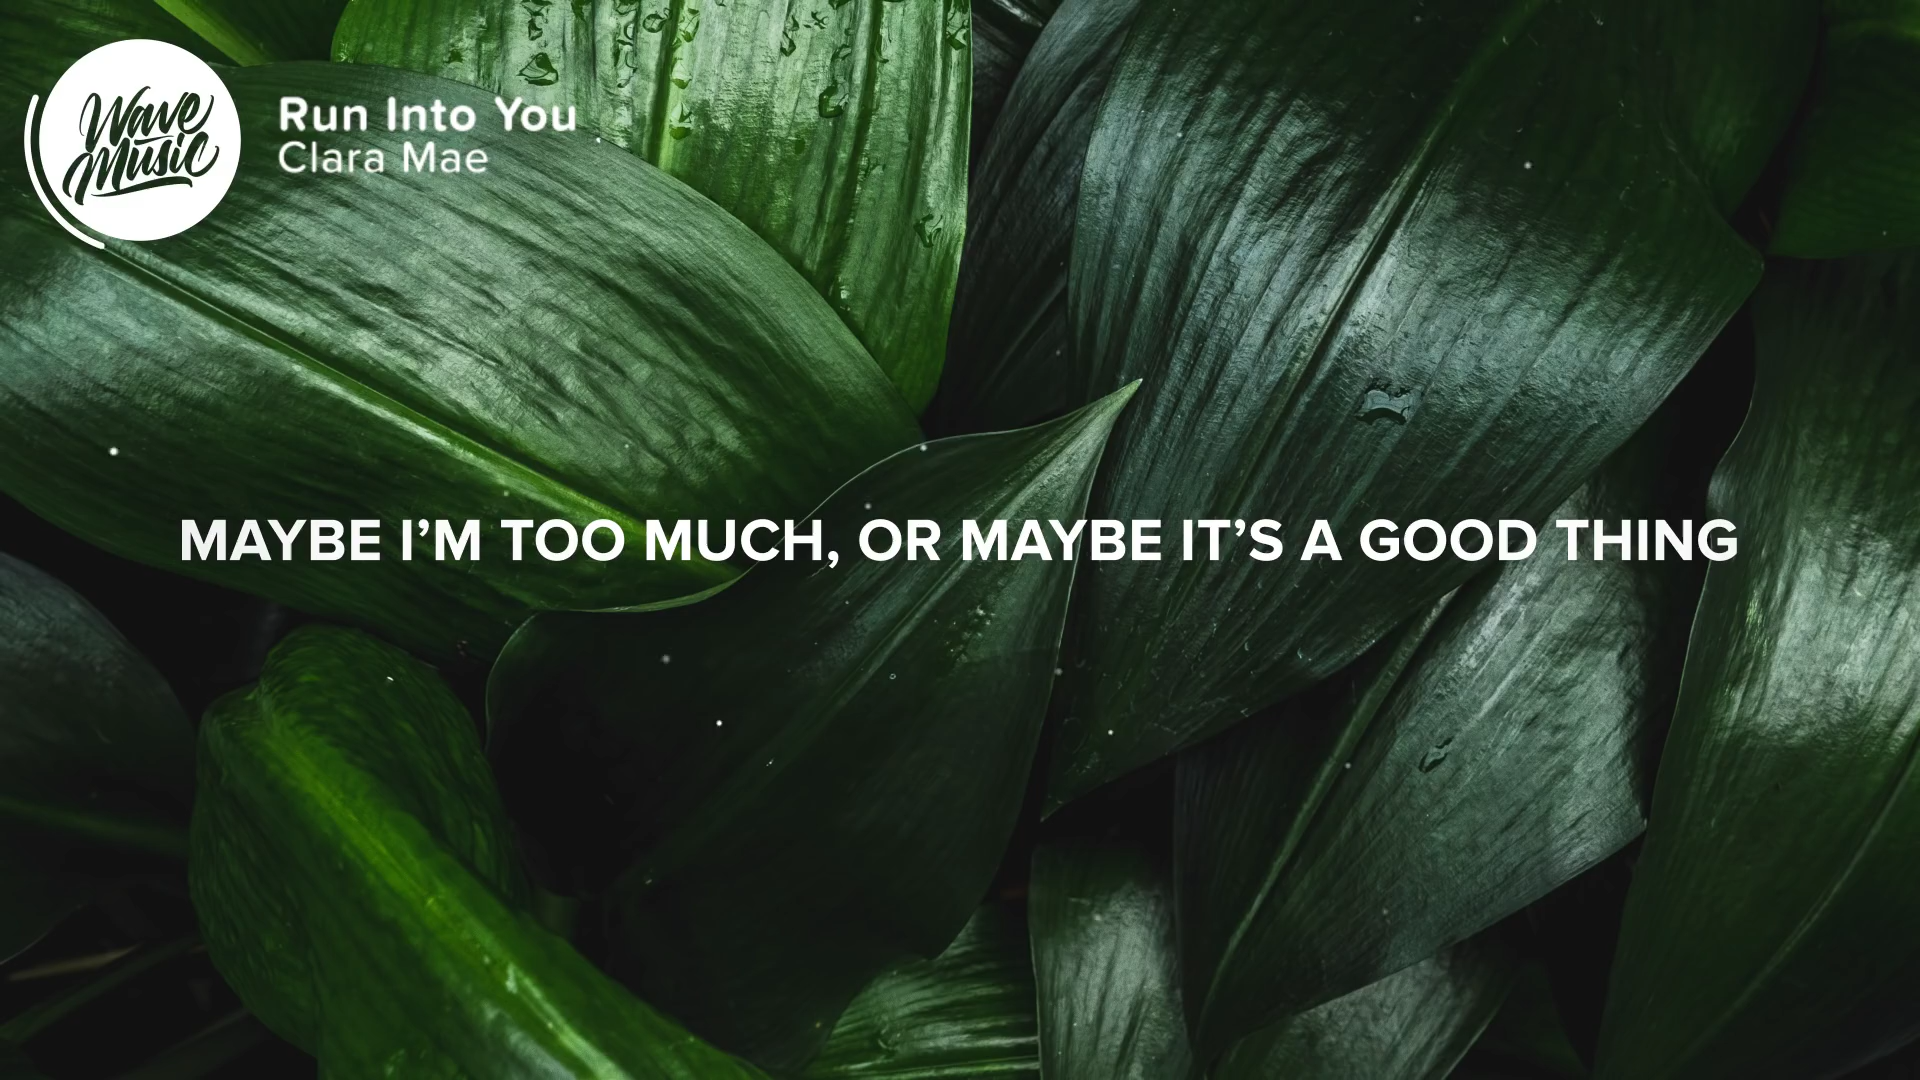 Wave
Music
Run Into You
Clara Mae
MAYBE I’M TOO MUCH, OR MAYBE IT’S A GOOD THING